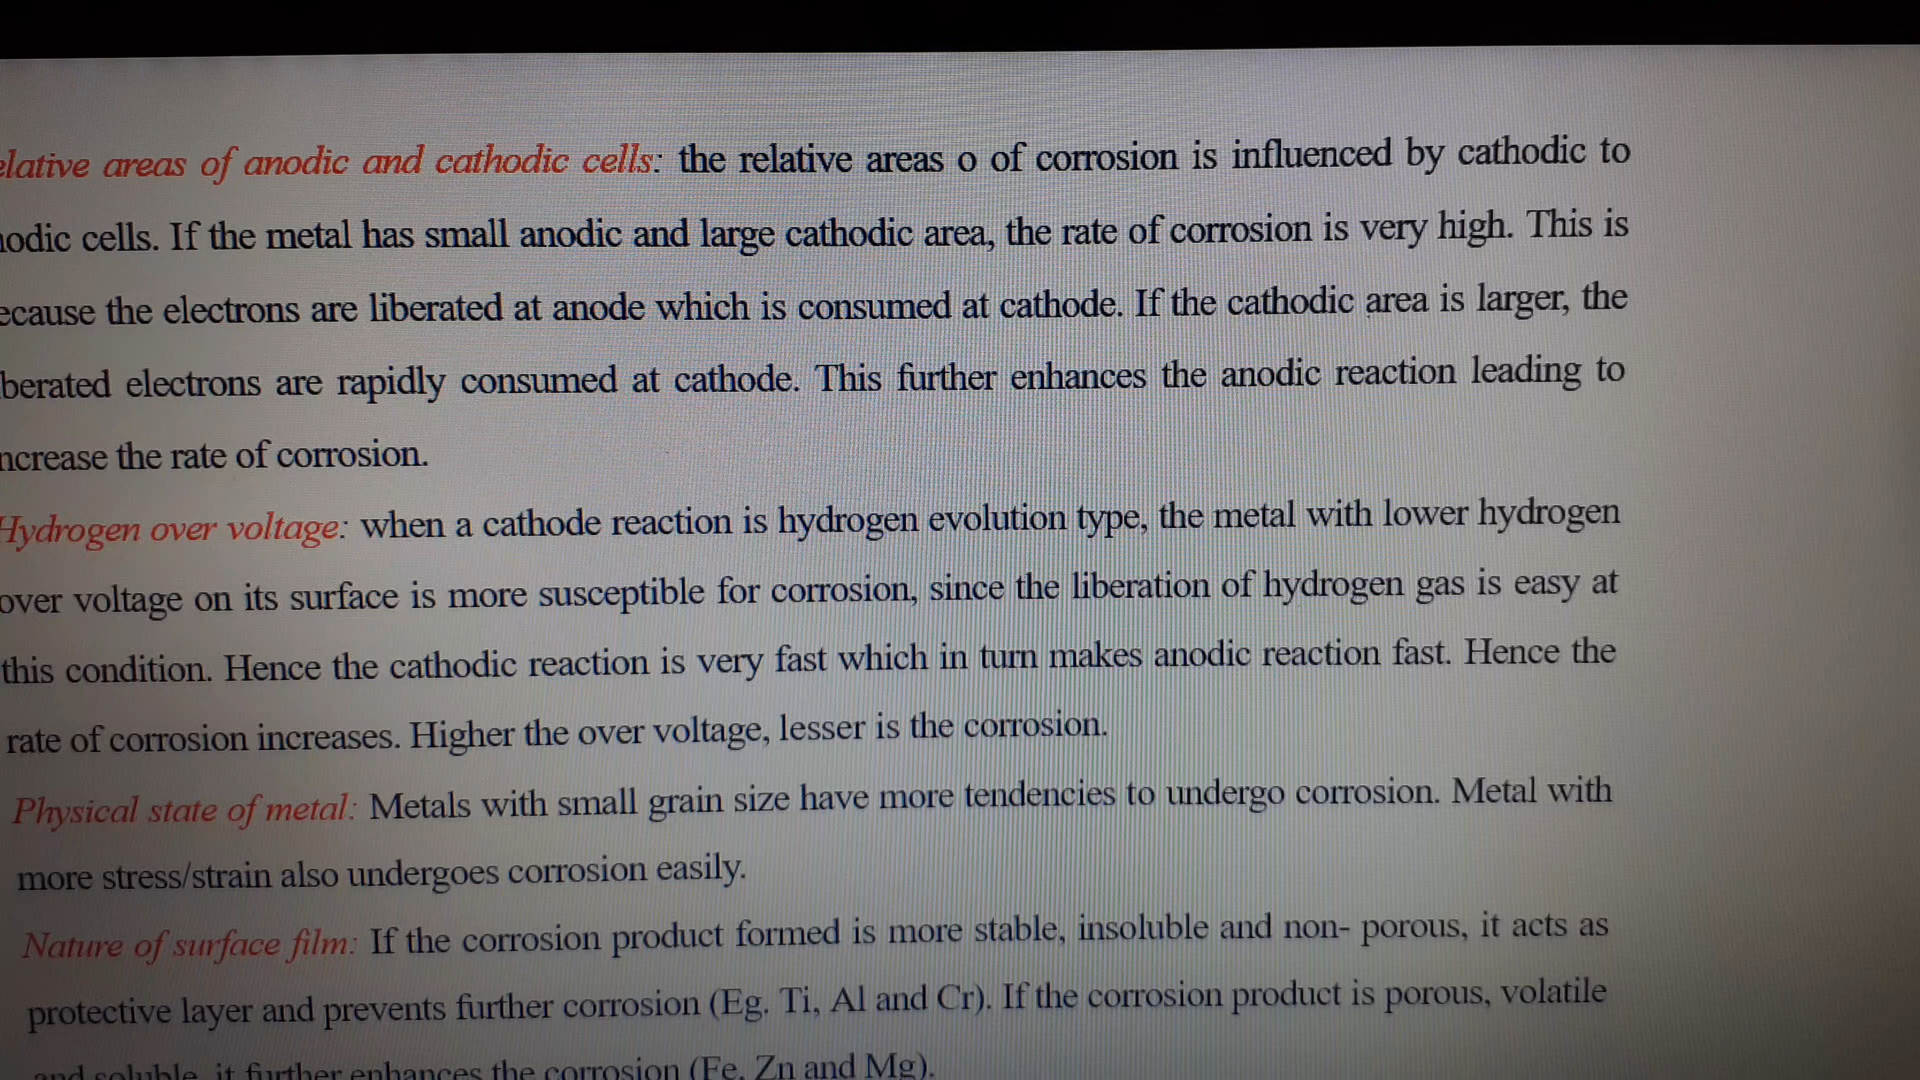 elative areas of anodic and cathodic cells: the relative areas o of corrosion is influenced by cathodic to
nodic cells. If the metal has small anodic and large cathodic area, the rate of corrosion is very high. This is
ecause the electrons are liberated at anode which is consumed at cathode. If the cathodic area is larger, the
berated electrons are rapidly consumed at cathode. This further enhances the anodic reaction leading to
ncrease the rate of corrosion.
Hydrogen over voltage: when a cathode reaction is hydrogen evolution type, the metal with lower hydrogen
over voltage on its surface is more susceptible for corrosion, since the liberation of hydrogen gas is easy at
this condition. Hence the cathodic reaction is very fast which in turn makes anodic reaction fast. Hence the
rate of corrosion increases. Higher the over voltage, lesser is the corrosion.
Physical state of metal: Metals with small grain size have more tendencies to undergo corrosion. Metal with
more stress/strain also undergoes corrosion easily.
Nature of surface film: If the corrosion product formed is more stable, insoluble and non- porous, it acts as
protective layer and prevents further corrosion (Eg. Ti, Al and Cr). If the corrosion product is porous, volatile
and soluble, it further enhances the corrosion (Fe, Zn and Mg).